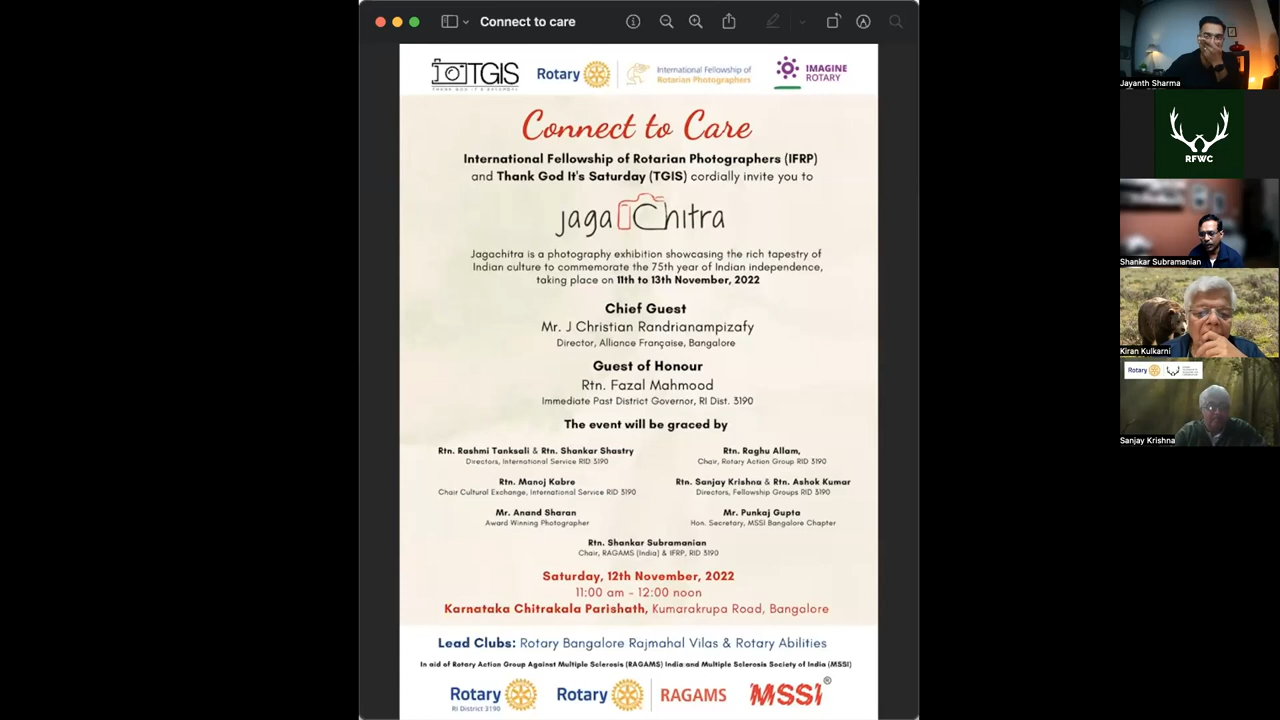 Connect to care
TGIS
THANK GOD IT'S SATURDAY
Rotary
International Fellowship of
Rotarian Photographers
IMAGINE
ROTARY
Connect to Care
International Fellowship of Rotarian Photographers (IFRP)
and Thank God It's Saturday (TGIS) cordially invite you to
jagaChitra
Jagachitra is a photography exhibition showcasing the rich tapestry of
Indian culture to commemorate the 75th year of Indian independence,
taking place on 11th to 13th November, 2022
Chief Guest
Mr. J Christian Randrianampizafy
Director, Alliance Française, Bangalore
Guest of Honour
Rtn. Fazal Mahmood
Immediate Past District Governor, RI Dist. 3190
The event will be graced by
Rtn. Rashmi Tanksali & Rtn. Shankar Shastry
Directors, International Service RID 3190
Rtn. Raghu Allam,
Chair, Rotary Action Group RID 3190
Rtn. Manoj Kabre
Chair Cultural Exchange, International Service RID 3190
Rtn. Sanjay Krishna & Rtn. Ashok Kumar
Directors, Fellowship Groups RID 3190
Mr. Anand Sharan
Award Winning Photographer
Mr. Punkaj Gupta
Hon. Secretary, MSSI Bangalore Chapter
Rtn. Shankar Subramanian
Chair, RAGAMS (India) & IFRP, RID 3190
Saturday, 12th November, 2022
11:00 am - 12:00 noon
Karnataka Chitrakala Parishath, Kumarakrupa Road, Bangalore
Lead Clubs: Rotary Bangalore Rajmahal Vilas & Rotary Abilities
In aid of Rotary Action Group Against Multiple Sclerosis (RAGAMS) India and Multiple Sclerosis Society of India (MSSI)
Rotary
RI District 3190
Rotary
RAGAMS
MSSI®
Jayanth Sharma
RFWC
Shankar Subramanian
Kiran Kulkarni
Rotary
Sanjay Krishna